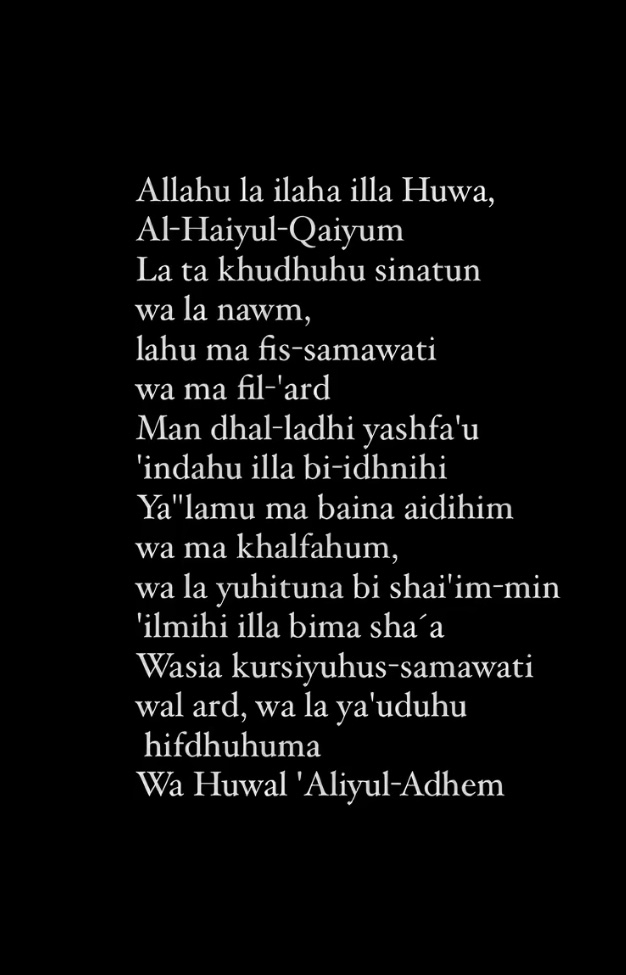 Allahu la ilaha illa Huwa,
Al-Haiyul-Qaiyum
La ta khudhuhu sinatun
wa la nawm,
lahu ma fis-samawati
wa ma fil-'ard
Man dhal-ladhi yashfa'u
'indahu illa bi-idhnihi
Ya''lamu ma baina aidihim
wa ma khalfahum,
wa la yuhituna bi shai'im-min
'ilmihi illa bima sha´a
Wasia kursiyuhus-samawati
wal ard, wa la ya'uduhu
hifdhuhuma
Wa Huwal 'Aliyul-Adhem